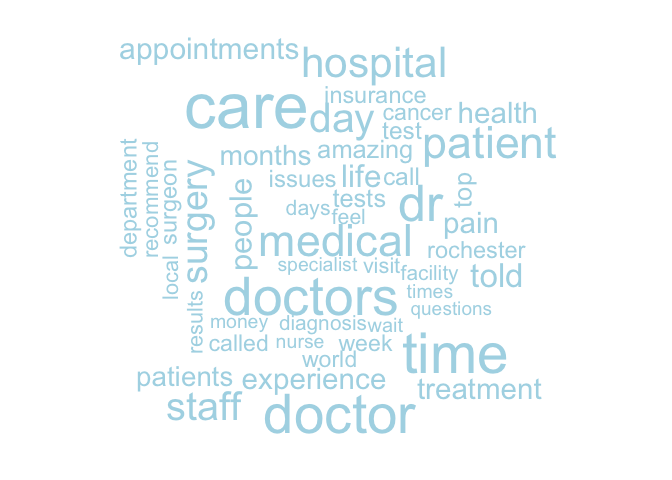 appointments
hospital
care
day
insurance
cancer
test
health
patient
months
amazing
issues
life
call
department
recommend
surgeon
surgery
people
days
tests
feel
dr
top
pain
medical
rochester
local
specialist
visit
facility
told
doctors
times
questions
results
money
diagnosis
wait
called
nurse
week
world
time
patients
experience
treatment
staff
doctor